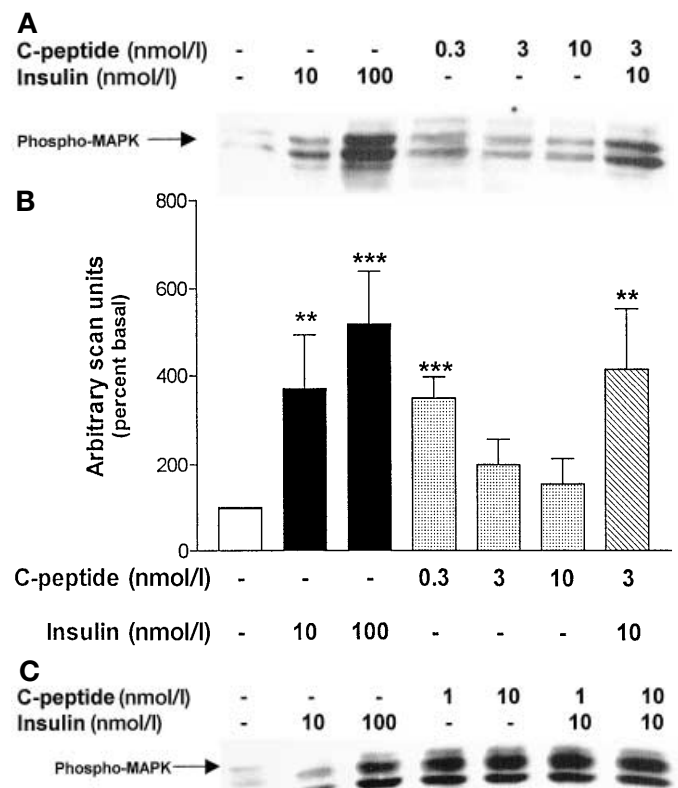 A
C-peptide (nmol/l) - - - 0.3 3 10 3
Insulin (nmol/l) - 10 100 - - - 10
Phospho-MAPK
B
800
600
400
200
0
Arbitrary scan units
(percent basal)
** *** *** **
C-peptide (nmol/l) - - - 0.3 3 10 3
Insulin (nmol/l) - 10 100 - - - 10
C
C-peptide (nmol/l) - - - 1 10 1 10
Insulin (nmol/l) - 10 100 - - 10 10
Phospho-MAPK